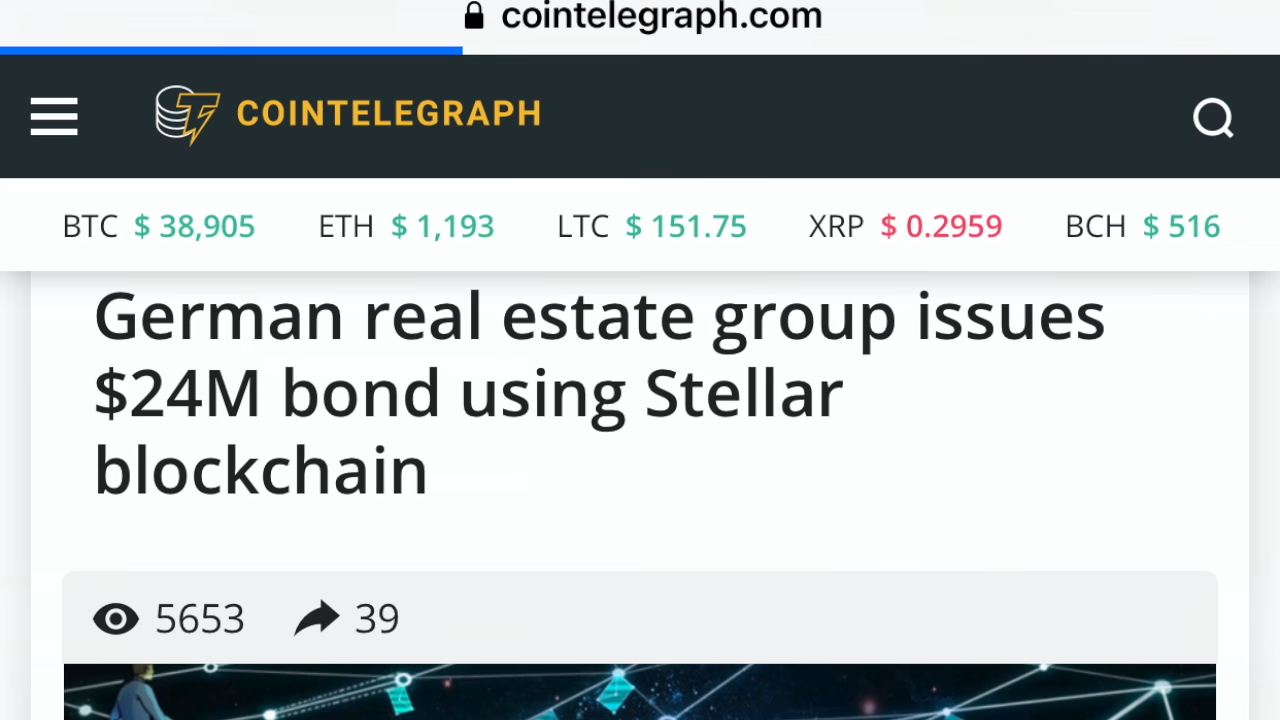 cointelegraph.com
COINTELEGRAPH
BTC $ 38,905 ETH $ 1,193 LTC $ 151.75 XRP $ 0.2959 BCH $ 516
German real estate group issues
$24M bond using Stellar
blockchain
5653 39